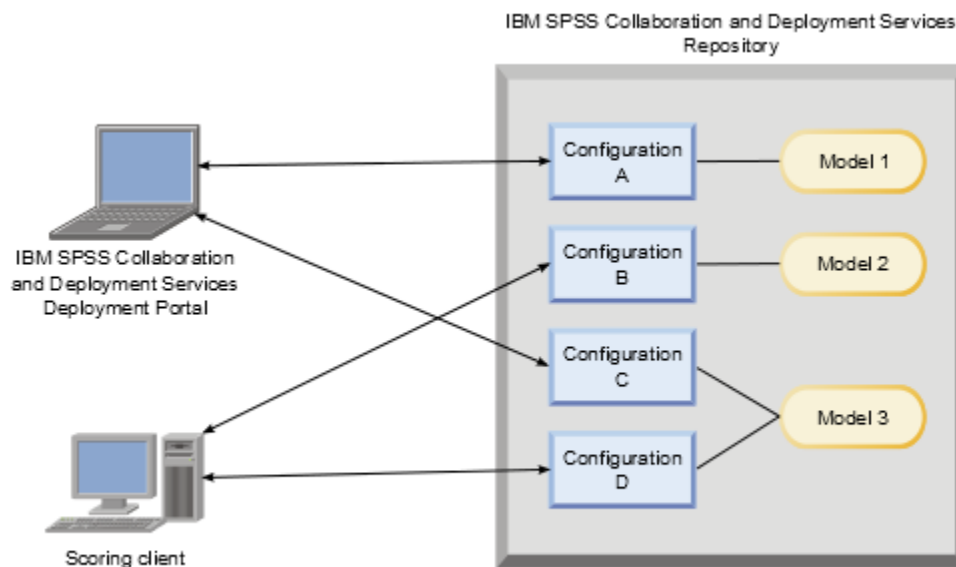 IBM SPSS Collaboration and Deployment Services
Repository
Configuration
A
Model 1
IBM SPSS Collaboration
and Deployment Services
Deployment Portal
Configuration
B
Model 2
Configuration
C
Model 3
Configuration
D
Scoring client